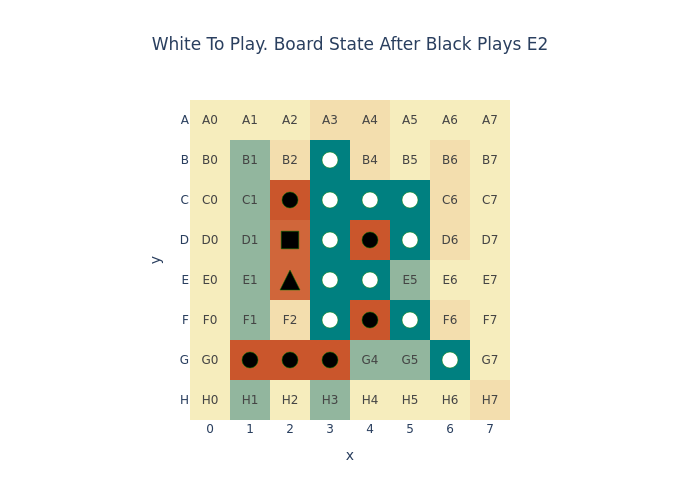 White To Play. Board State After Black Plays E2
A A0 A1 A2 A3 A4 A5 A6 A7
B B0 B1 B2 B4 B5 B6 B7
C C0 C1 C6 C7
D D0 D1 D6 D7
y
E E0 E1 E5 E6 E7
F F0 F1 F2 F6 F7
G G0 G4 G5 G7
H H0 H1 H2 H3 H4 H5 H6 H7
0 1 2 3 4 5 6 7
x